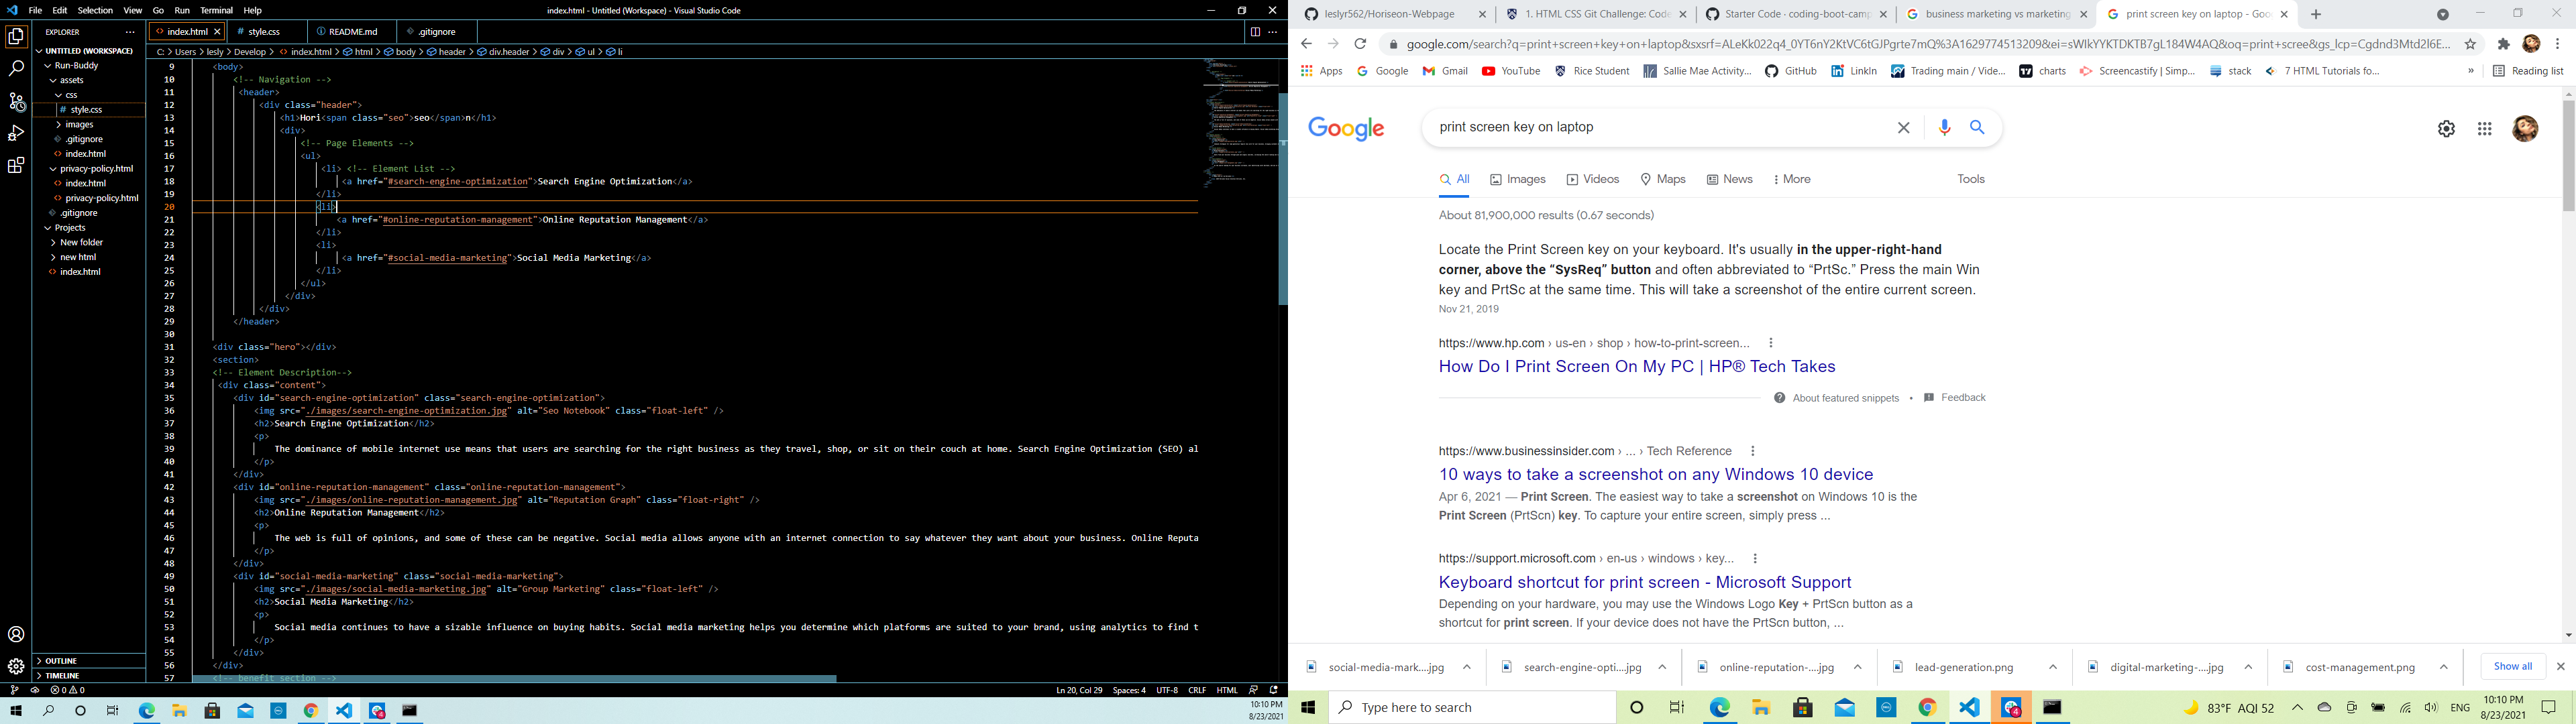 File Edit Selection View Go Run Terminal Help
index.html - Untitled (Workspace) - Visual Studio Code
EXPLORER
UNTITLED (WORKSPACE)
Run-Buddy
assets
css
# style.css
images
.gitignore
index.html
privacy-policy.html
index.html
privacy-policy.html
.gitignore
Projects
New folder
new html
index.html
OUTLINE
TIMELINE
index.html
# style.css
README.md
.gitignore
C: > Users > lesly > Develop > index.html > html > body > header > div.header > div > ul > li
9 <body>
10 <!-- Navigation -->
11 <header>
12 <div class="header">
13 <h1>Hori<span class="seo">seo</span>n</h1>
14 <div>
15 <!-- Page Elements -->
16 <ul>
17 <li> <!-- Element List -->
18 <a href="#search-engine-optimization">Search Engine Optimization</a>
19 </li>
20 <li>
21 <a href="#online-reputation-management">Online Reputation Management</a>
22 </li>
23 <li>
24 <a href="#social-media-marketing">Social Media Marketing</a>
25 </li>
26 </ul>
27 </div>
28 </div>
29 </header>
30
31 <div class="hero"></div>
32 <section>
33 <!-- Element Description-->
34 <div class="content">
35 <div id="search-engine-optimization" class="search-engine-optimization">
36 <img src="./images/search-engine-optimization.jpg" alt="Seo Notebook" class="float-left" />
37 <h2>Search Engine Optimization</h2>
38 <p>
39 The dominance of mobile internet use means that users are searching for the right business as they travel, shop, or sit on their couch at home. Search Engine Optimization (SEO) al
40 </p>
41 </div>
42 <div id="online-reputation-management" class="online-reputation-management">
43 <img src="./images/online-reputation-management.jpg" alt="Reputation Graph" class="float-right" />
44 <h2>Online Reputation Management</h2>
45 <p>
46 The web is full of opinions, and some of these can be negative. Social media allows anyone with an internet connection to say whatever they want about your business. Online Reputa
47 </p>
48 </div>
49 <div id="social-media-marketing" class="social-media-marketing">
50 <img src="./images/social-media-marketing.jpg" alt="Group Marketing" class="float-left" />
51 <h2>Social Media Marketing</h2>
52 <p>
53 Social media continues to have a sizable influence on buying habits. Social media marketing helps you determine which platforms are suited to your brand, using analytics to find t
54 </p>
55 </div>
56 </div>
57 <!-- benefit section -->
0 0
Ln 20, Col 29 Spaces: 4 UTF-8 CRLF HTML
10:10 PM
8/23/2021
leslyr562/Horiseon-Webpage
1. HTML CSS Git Challenge: Code
Starter Code · coding-boot-camp
business marketing vs marketing
print screen key on laptop - Goo
google.com/search?q=print+screen+key+on+laptop&sxsrf=ALeKk022q4_0YT6nY2KtVC6tGJPgrte7mQ%3A1629774513209&ei=sWIkYYKTDKTB7gL184W4AQ&oq=print+scree&gs_lcp=Cgdnd3Mtd2l6E...
Apps Google Gmail YouTube Rice Student Sallie Mae Activity... GitHub LinkIn Trading main / Vide... charts Screencastify | Simp... stack 7 HTML Tutorials fo... » Reading list
Google
print screen key on laptop
All Images Videos Maps News More Tools
About 81,900,000 results (0.67 seconds)
Locate the Print Screen key on your keyboard. It's usually in the upper-right-hand
corner, above the “SysReq” button and often abbreviated to “PrtSc.” Press the main Win
key and PrtSc at the same time. This will take a screenshot of the entire current screen.
Nov 21, 2019
https://www.hp.com › us-en › shop › how-to-print-screen...
How Do I Print Screen On My PC | HP® Tech Takes
About featured snippets • Feedback
https://www.businessinsider.com › ... › Tech Reference
10 ways to take a screenshot on any Windows 10 device
Apr 6, 2021 — Print Screen. The easiest way to take a screenshot on Windows 10 is the
Print Screen (PrtScn) key. To capture your entire screen, simply press ...
https://support.microsoft.com › en-us › windows › key...
Keyboard shortcut for print screen - Microsoft Support
Depending on your hardware, you may use the Windows Logo Key + PrtScn button as a
shortcut for print screen. If your device does not have the PrtScn button, ...
social-media-mark....jpg
search-engine-opti....jpg
online-reputation-....jpg
lead-generation.png
digital-marketing-....jpg
cost-management.png
Show all
Type here to search
83°F AQI 52
ENG
10:10 PM
8/23/2021